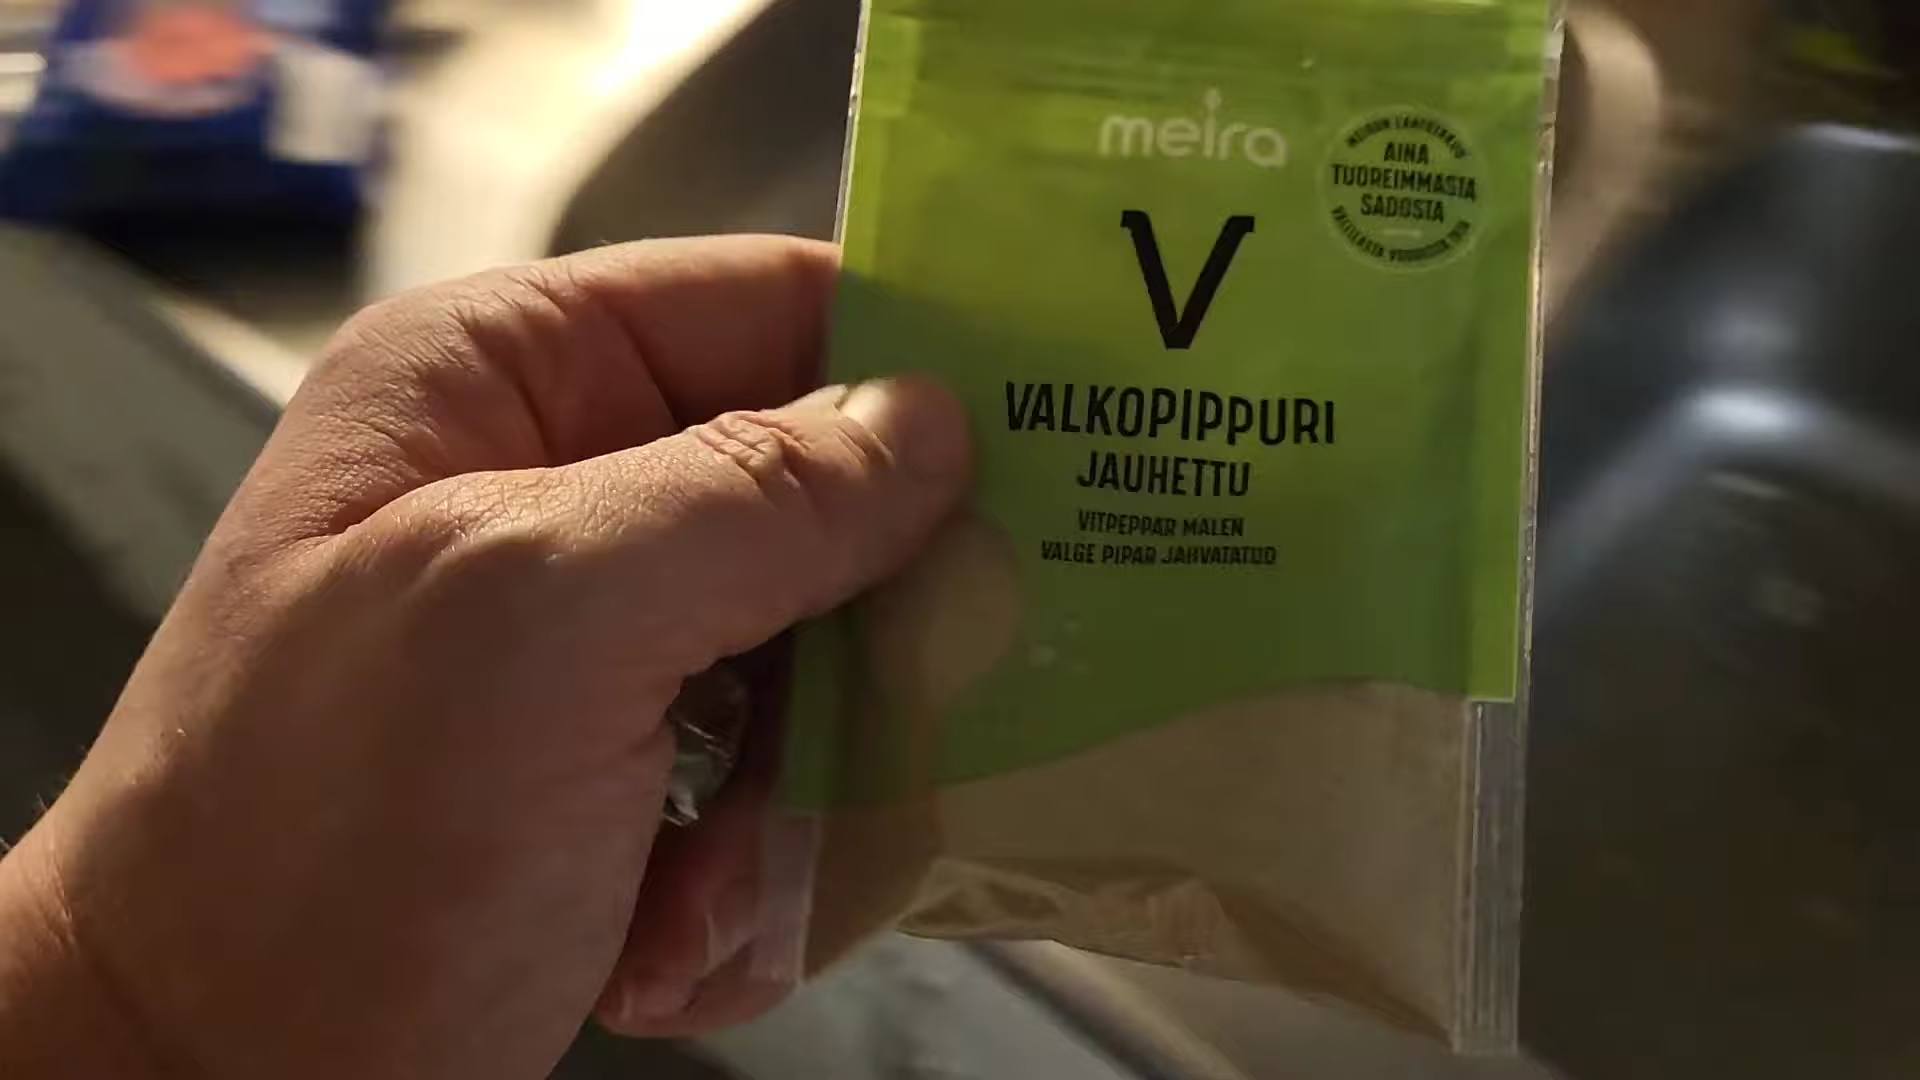 meira
AINA
TUOREIMMASTA
SADOSTA
V
VALKOPIPPURI
JAUHETTU
VITPEPPAR MALEN
VALGE PIPAR JAHVATATUD